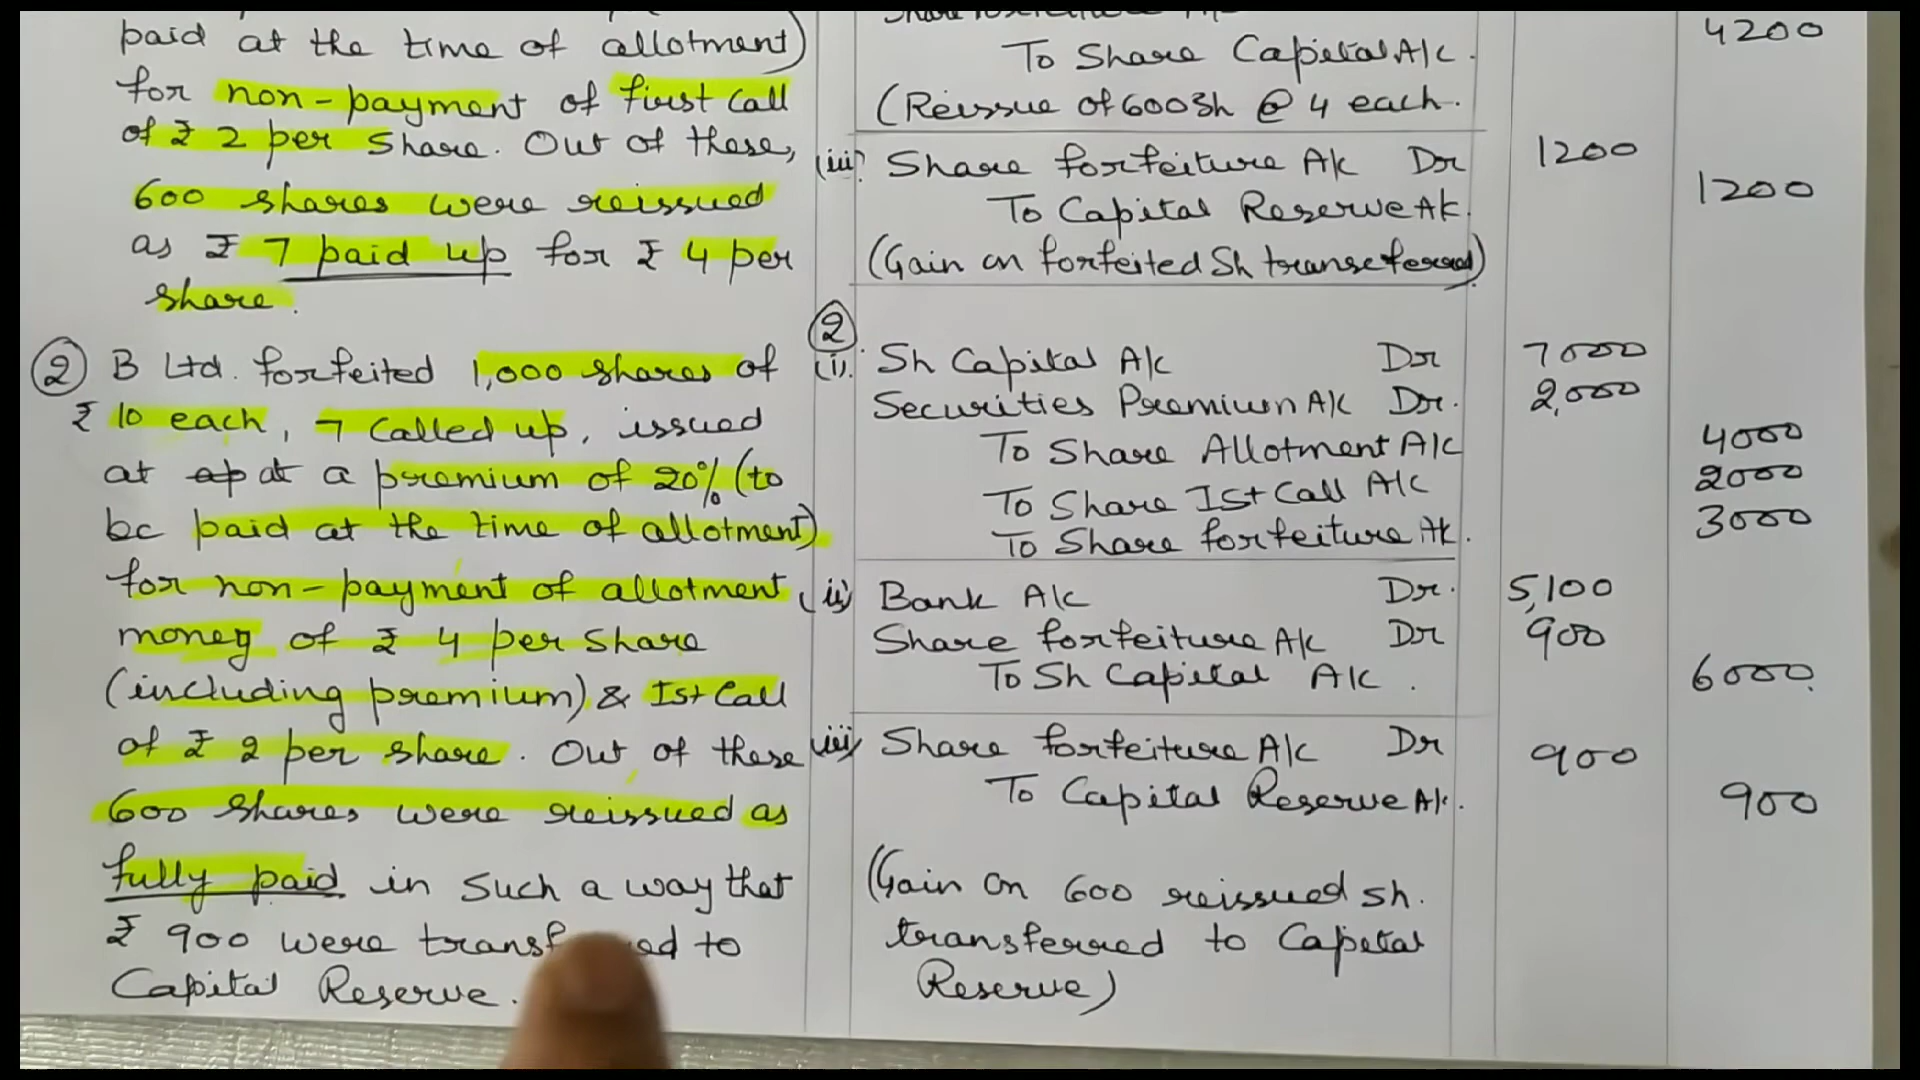 paid at the time of allotment)
for non-payment of first call
of ₹ 2 per share. Out of these,
600 shares were reissued
as ₹ 7 paid up for ₹ 4 per
share.
② B Ltd. forfeited 1,000 shares of
₹ 10 each, 7 Called up, issued
at a premium of 20% (to
be paid at the time of allotment)
for non-payment of allotment
money of ₹ 4 per share
(including premium) & Ist Call
of ₹ 2 per share. Out of these
600 shares were reissued as
fully paid in such a way that
₹ 900 were to
Capital Reserve.
To Share Capital A/c. 4200
(Reissue of 600 Sh @ 4 each.
(iii) Share forfeiture A/c Dr 1200
To Capital Reserve A/c. 1200
(Gain on forfeited Sh transferred)
②
(i). Sh Capital A/c Dr 7000
Securities Premium A/c Dr. 2,000
To Share Allotment A/c 4000
To Share Ist Call A/c 2000
To Share forfeiture A/c. 3000
(ii) Bank A/c Dr. 5,100
Share forfeiture A/c Dr 900
To Sh Capital A/c. 6000.
(iii) Share forfeiture A/c Dr 900
To Capital Reserve A/c. 900
(Gain on 600 reissued sh.
transferred to Capital
Reserve)